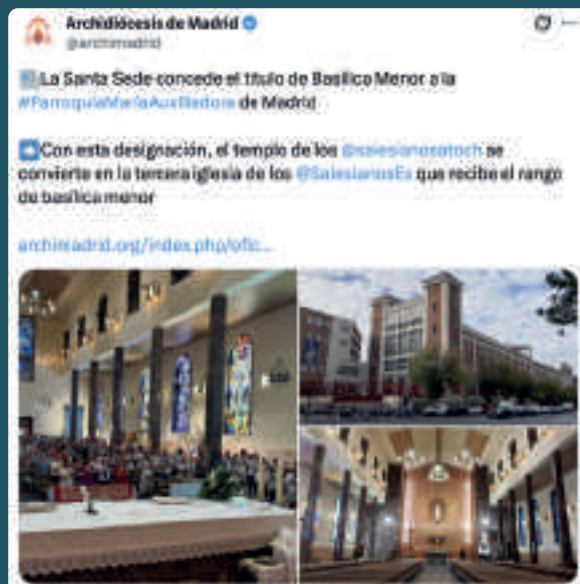 Archidiócesis de Madrid
@archimadrid
La Santa Sede concede el título de Basílica Menor a la
#ParroquiaMaríaAuxiliadora de Madrid
Con esta designación, el templo de los @salesianosatoch se
convierte en la tercera iglesia de los @SalesianosEs que recibe el rango
de basílica menor
archimadrid.org/index.php/ofic...